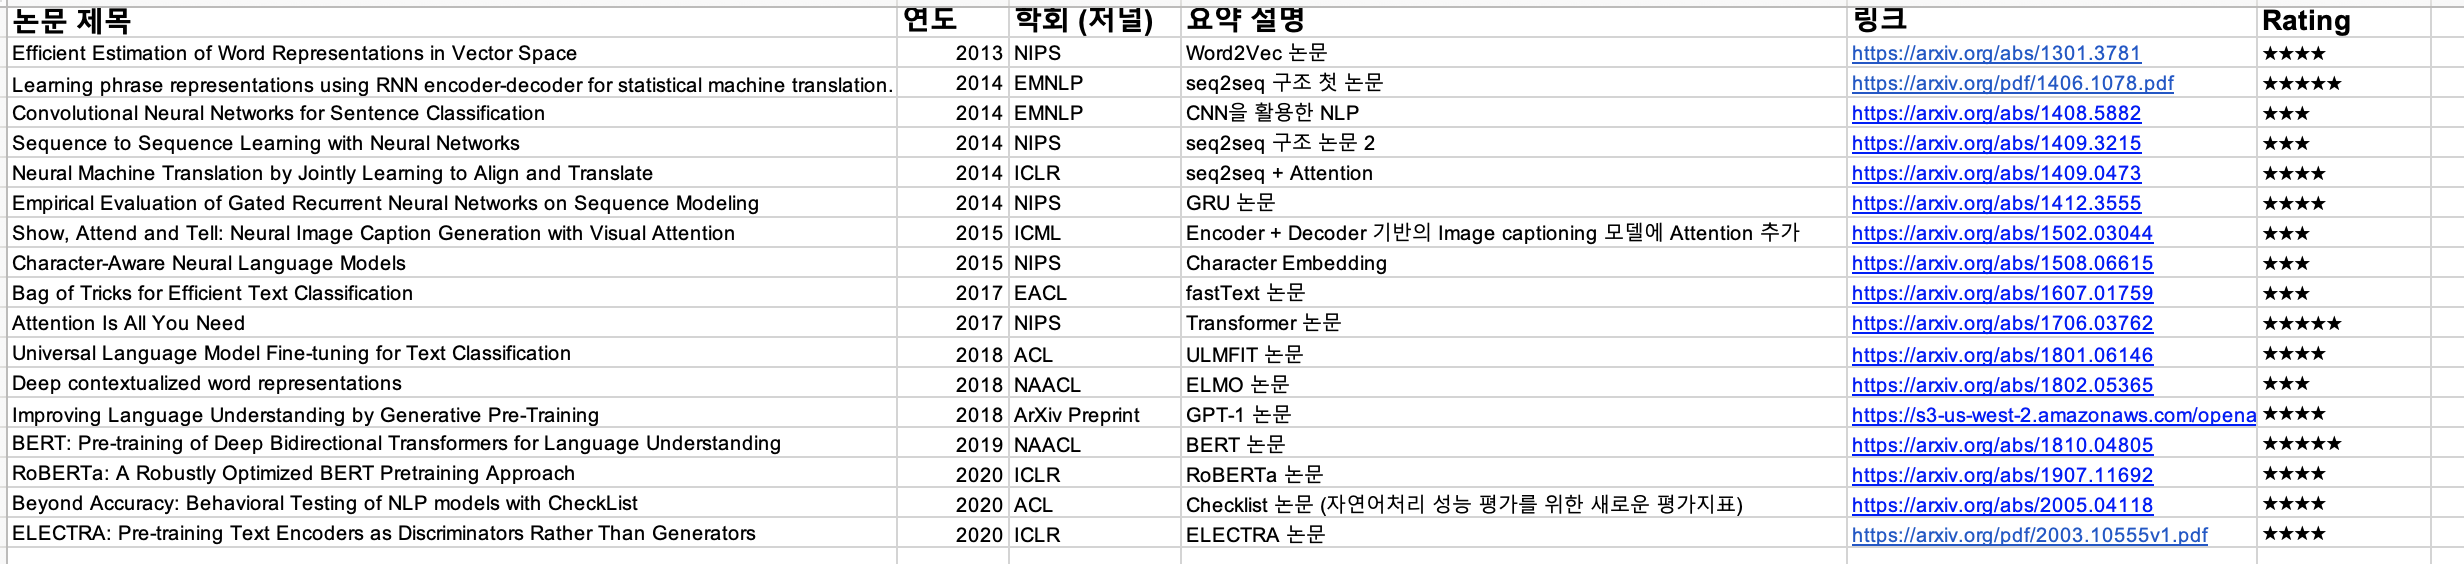 논문 제목 연도 학회 (저널) 요약 설명 링크 Rating
Efficient Estimation of Word Representations in Vector Space 2013 NIPS Word2Vec 논문 https://arxiv.org/abs/1301.3781 ★★★★
Learning phrase representations using RNN encoder-decoder for statistical machine translation. 2014 EMNLP seq2seq 구조 첫 논문 https://arxiv.org/pdf/1406.1078.pdf ★★★★★
Convolutional Neural Networks for Sentence Classification 2014 EMNLP CNN을 활용한 NLP https://arxiv.org/abs/1408.5882 ★★★
Sequence to Sequence Learning with Neural Networks 2014 NIPS seq2seq 구조 논문 2 https://arxiv.org/abs/1409.3215 ★★★
Neural Machine Translation by Jointly Learning to Align and Translate 2014 ICLR seq2seq + Attention https://arxiv.org/abs/1409.0473 ★★★★
Empirical Evaluation of Gated Recurrent Neural Networks on Sequence Modeling 2014 NIPS GRU 논문 https://arxiv.org/abs/1412.3555 ★★★★
Show, Attend and Tell: Neural Image Caption Generation with Visual Attention 2015 ICML Encoder + Decoder 기반의 Image captioning 모델에 Attention 추가 https://arxiv.org/abs/1502.03044 ★★★
Character-Aware Neural Language Models 2015 NIPS Character Embedding https://arxiv.org/abs/1508.06615 ★★★
Bag of Tricks for Efficient Text Classification 2017 EACL fastText 논문 https://arxiv.org/abs/1607.01759 ★★★
Attention Is All You Need 2017 NIPS Transformer 논문 https://arxiv.org/abs/1706.03762 ★★★★★
Universal Language Model Fine-tuning for Text Classification 2018 ACL ULMFIT 논문 https://arxiv.org/abs/1801.06146 ★★★★
Deep contextualized word representations 2018 NAACL ELMO 논문 https://arxiv.org/abs/1802.05365 ★★★
Improving Language Understanding by Generative Pre-Training 2018 ArXiv Preprint GPT-1 논문 https://s3-us-west-2.amazonaws.com/opena ★★★★
BERT: Pre-training of Deep Bidirectional Transformers for Language Understanding 2019 NAACL BERT 논문 https://arxiv.org/abs/1810.04805 ★★★★★
RoBERTa: A Robustly Optimized BERT Pretraining Approach 2020 ICLR RoBERTa 논문 https://arxiv.org/abs/1907.11692 ★★★★
Beyond Accuracy: Behavioral Testing of NLP models with CheckList 2020 ACL Checklist 논문 (자연어처리 성능 평가를 위한 새로운 평가지표) https://arxiv.org/abs/2005.04118 ★★★★
ELECTRA: Pre-training Text Encoders as Discriminators Rather Than Generators 2020 ICLR ELECTRA 논문 https://arxiv.org/pdf/2003.10555v1.pdf ★★★★